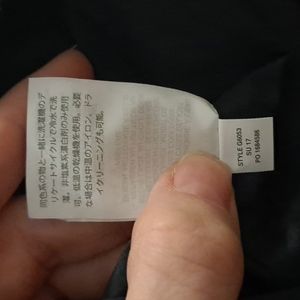 同色系の物と一緒に洗濯機のデ
リケートサイクルで冷水で洗
濯。非塩素系漂白剤のみ使用
可。低温の乾燥機を使用。必要
な場合は中温のアイロン。ドラ
イクリーニングも可能。
STYLE G6053
SU 17
PO 1684586